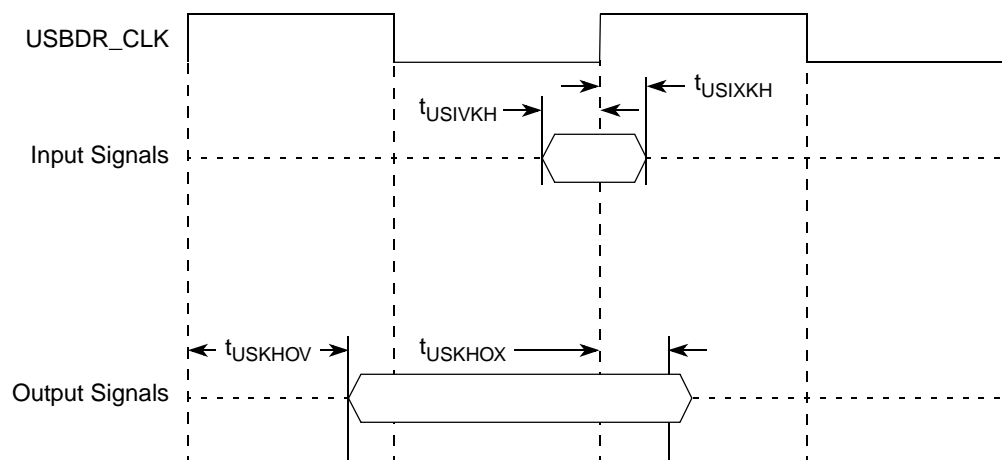 USBDR_CLK
tUSIXKH
tUSIVKH
Input Signals
tUSKHOV
tUSKHOX
Output Signals